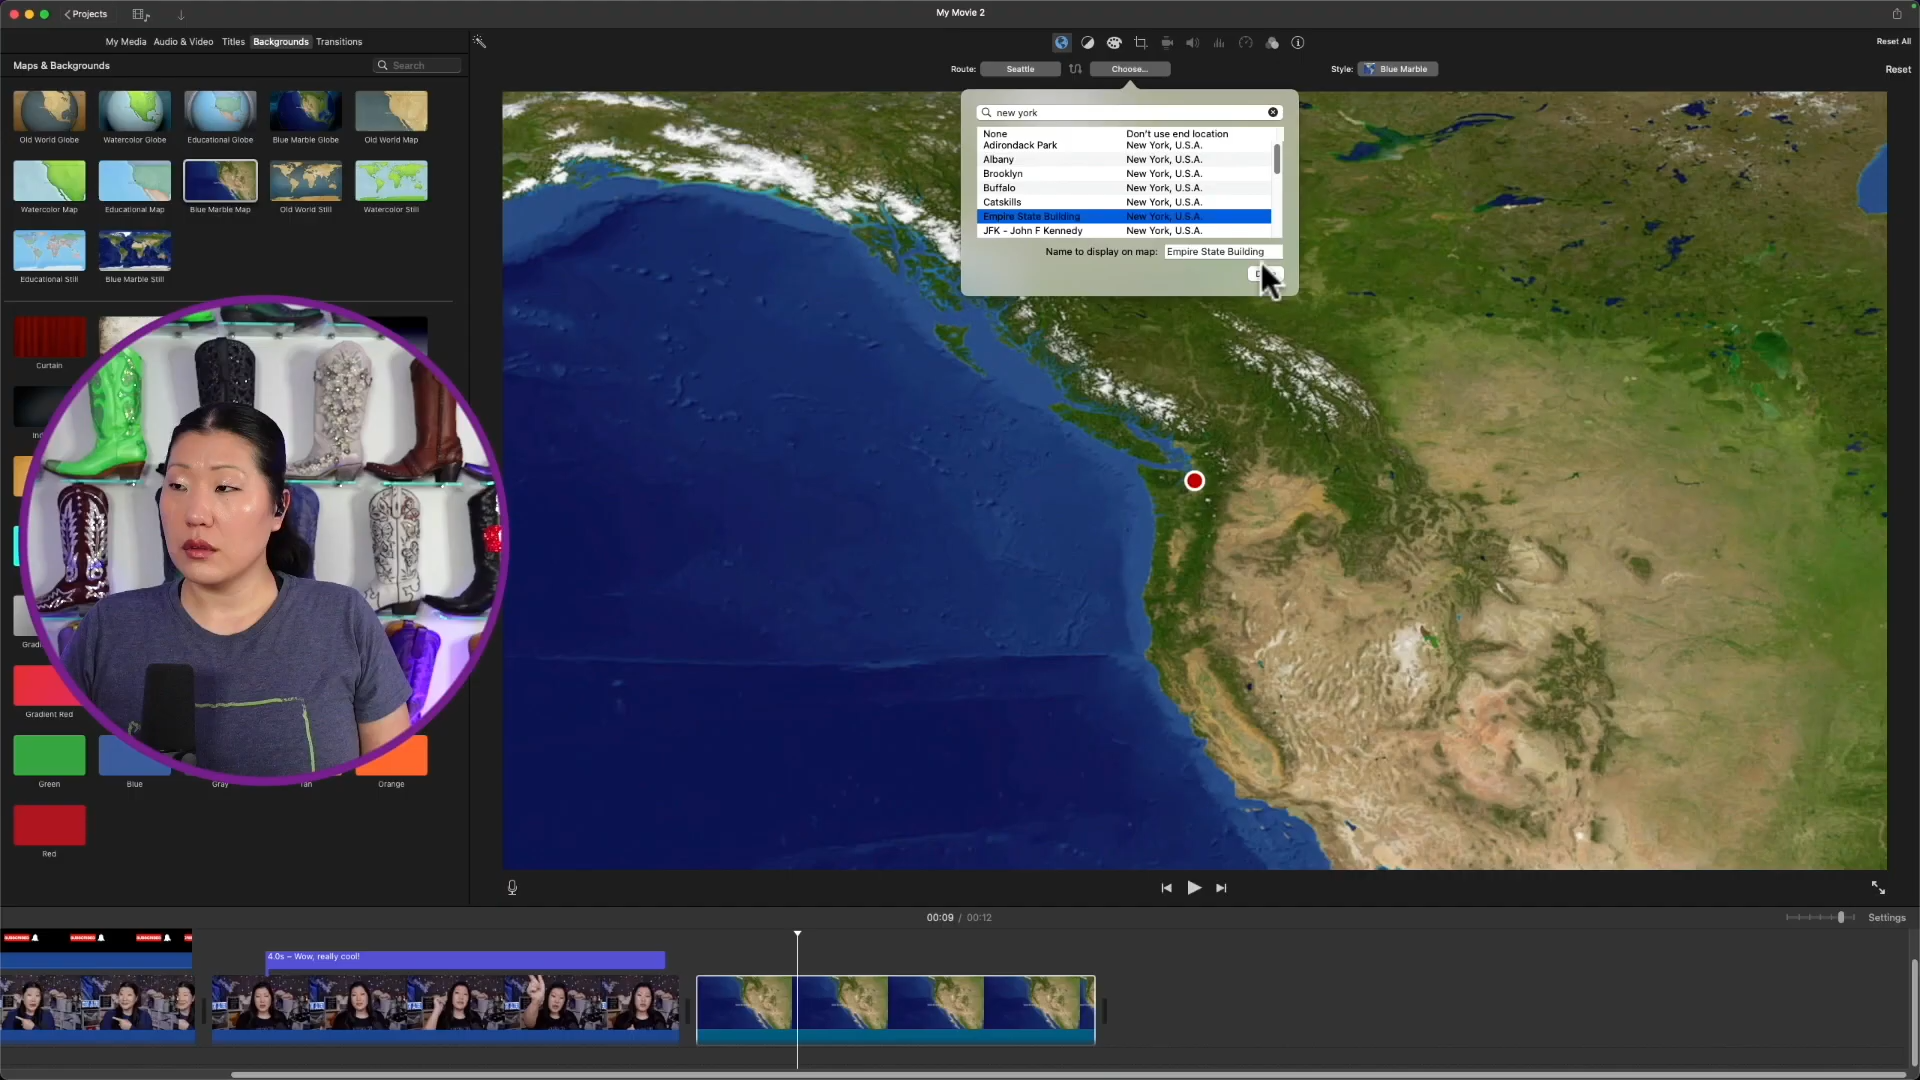 Projects
My Movie 2
My Media
Audio & Video
Titles
Backgrounds
Transitions
Reset All
Maps & Backgrounds
Search
Route:
Seattle
Choose...
Style:
Blue Marble
Reset
Old World Globe
Watercolor Globe
Educational Globe
Blue Marble Globe
Old World Map
Watercolor Map
Educational Map
Blue Marble Map
Old World Still
Watercolor Still
Educational Still
Blue Marble Still
Curtain
Gradient Red
Green
Blue
Gray
Orange
Red
new york
None Don't use end location
Adirondack Park New York, U.S.A.
Albany New York, U.S.A.
Brooklyn New York, U.S.A.
Buffalo New York, U.S.A.
Catskills New York, U.S.A.
Empire State Building New York, U.S.A.
JFK - John F Kennedy New York, U.S.A.
Name to display on map: Empire State Building
00:09 / 00:12
Settings
4.0s – Wow, really cool!